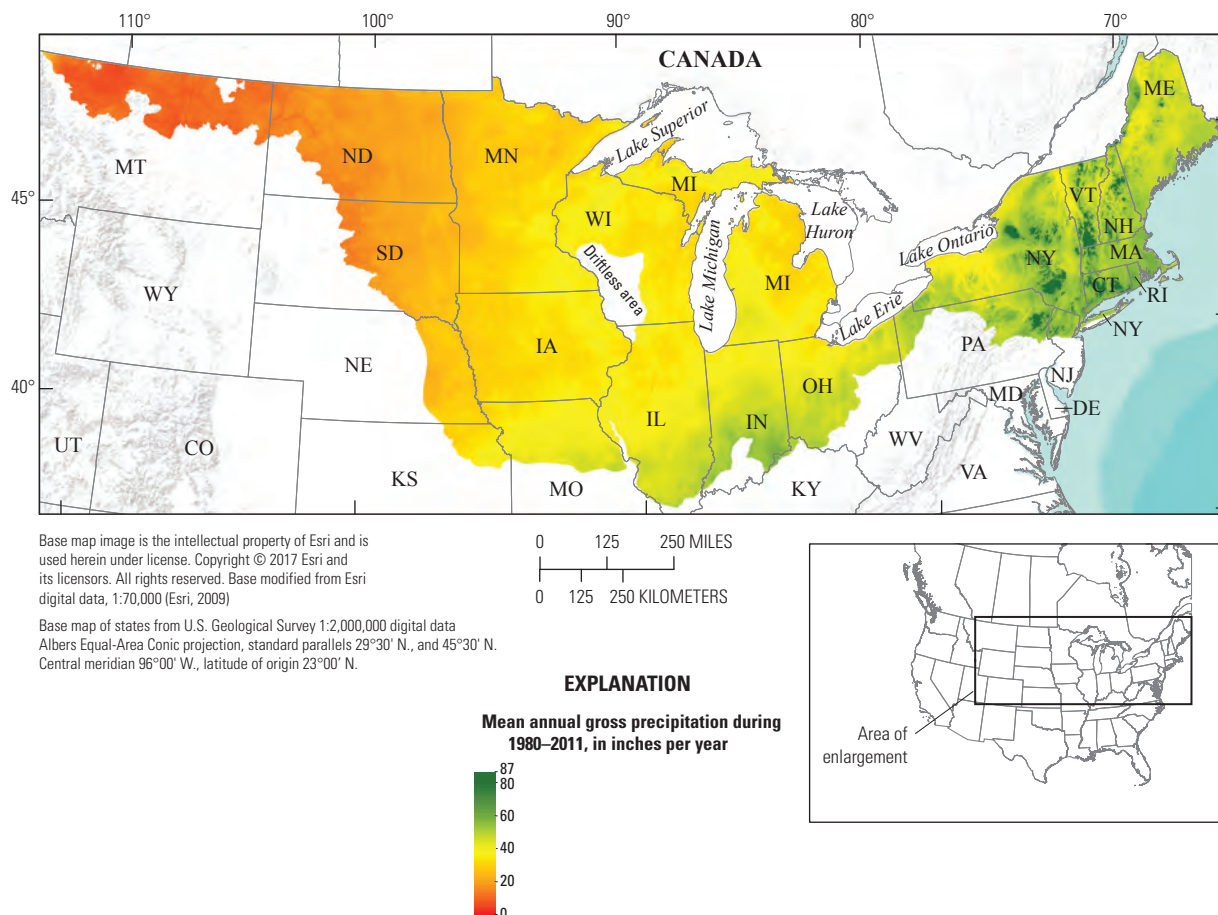 110°
100°
90°
80°
70°
CANADA
ME
Lake Superior
ND
MN
MT
MI
VT
45°
WI
Lake
Huron
NH
Lake Ontario
SD
Lake Michigan
NY
MA
Driftless area
MI
CT
RI
WY
Lake Erie
NY
IA
PA
NE
40°
OH
NJ
MD
IL
IN
DE
UT
CO
WV
KS
MO
KY
VA
Base map image is the intellectual property of Esri and is
used herein under license. Copyright © 2017 Esri and
its licensors. All rights reserved. Base modified from Esri
digital data, 1:70,000 (Esri, 2009)
Base map of states from U.S. Geological Survey 1:2,000,000 digital data
Albers Equal-Area Conic projection, standard parallels 29°30' N., and 45°30' N.
Central meridian 96°00' W., latitude of origin 23°00' N.
0 125 250 MILES
0 125 250 KILOMETERS
EXPLANATION
Mean annual gross precipitation during
1980–2011, in inches per year
87
80
60
40
20
0
Area of
enlargement